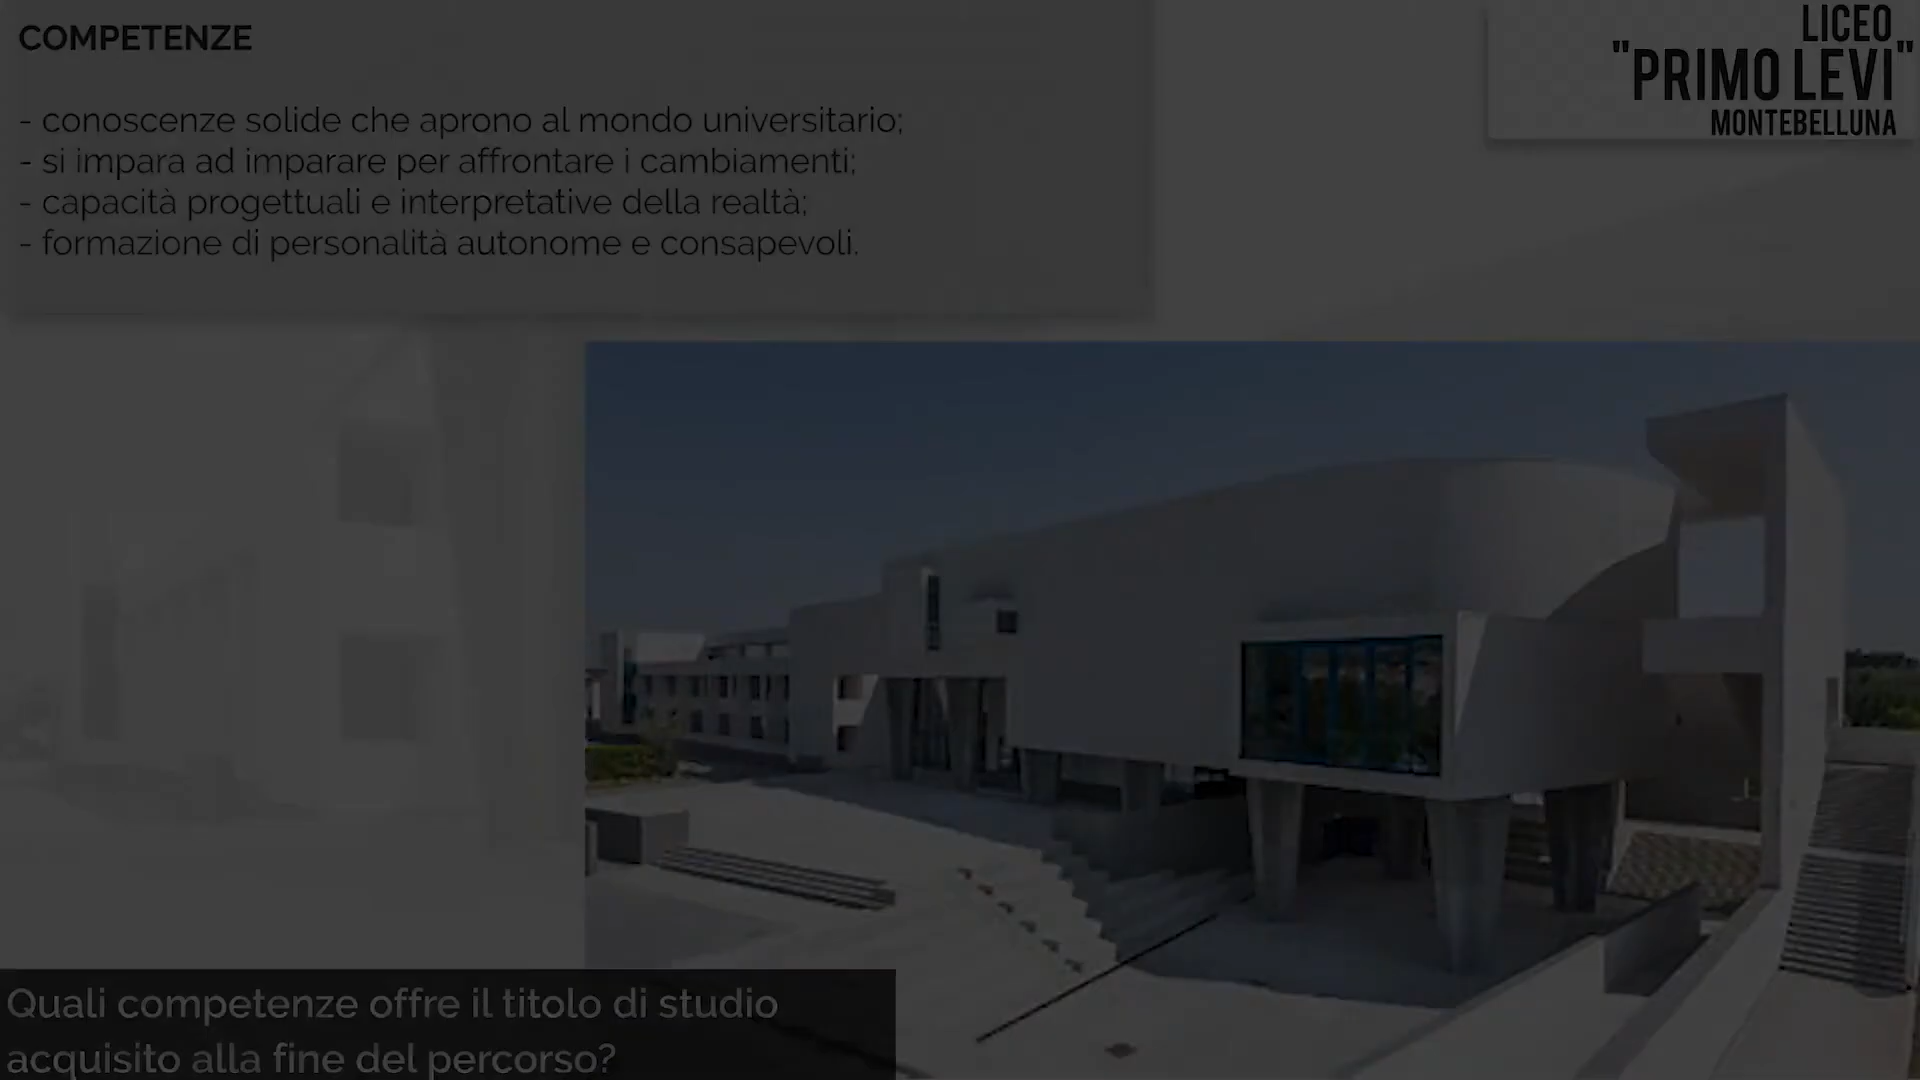 COMPETENZE
- conoscenze solide che aprono al mondo universitario;
- si impara ad imparare per affrontare i cambiamenti;
- capacità progettuali e interpretative della realtà;
- formazione di personalità autonome e consapevoli.
LICEO
"PRIMO LEVI"
MONTEBELLUNA
Quali competenze offre il titolo di studio
acquisito alla fine del percorso?